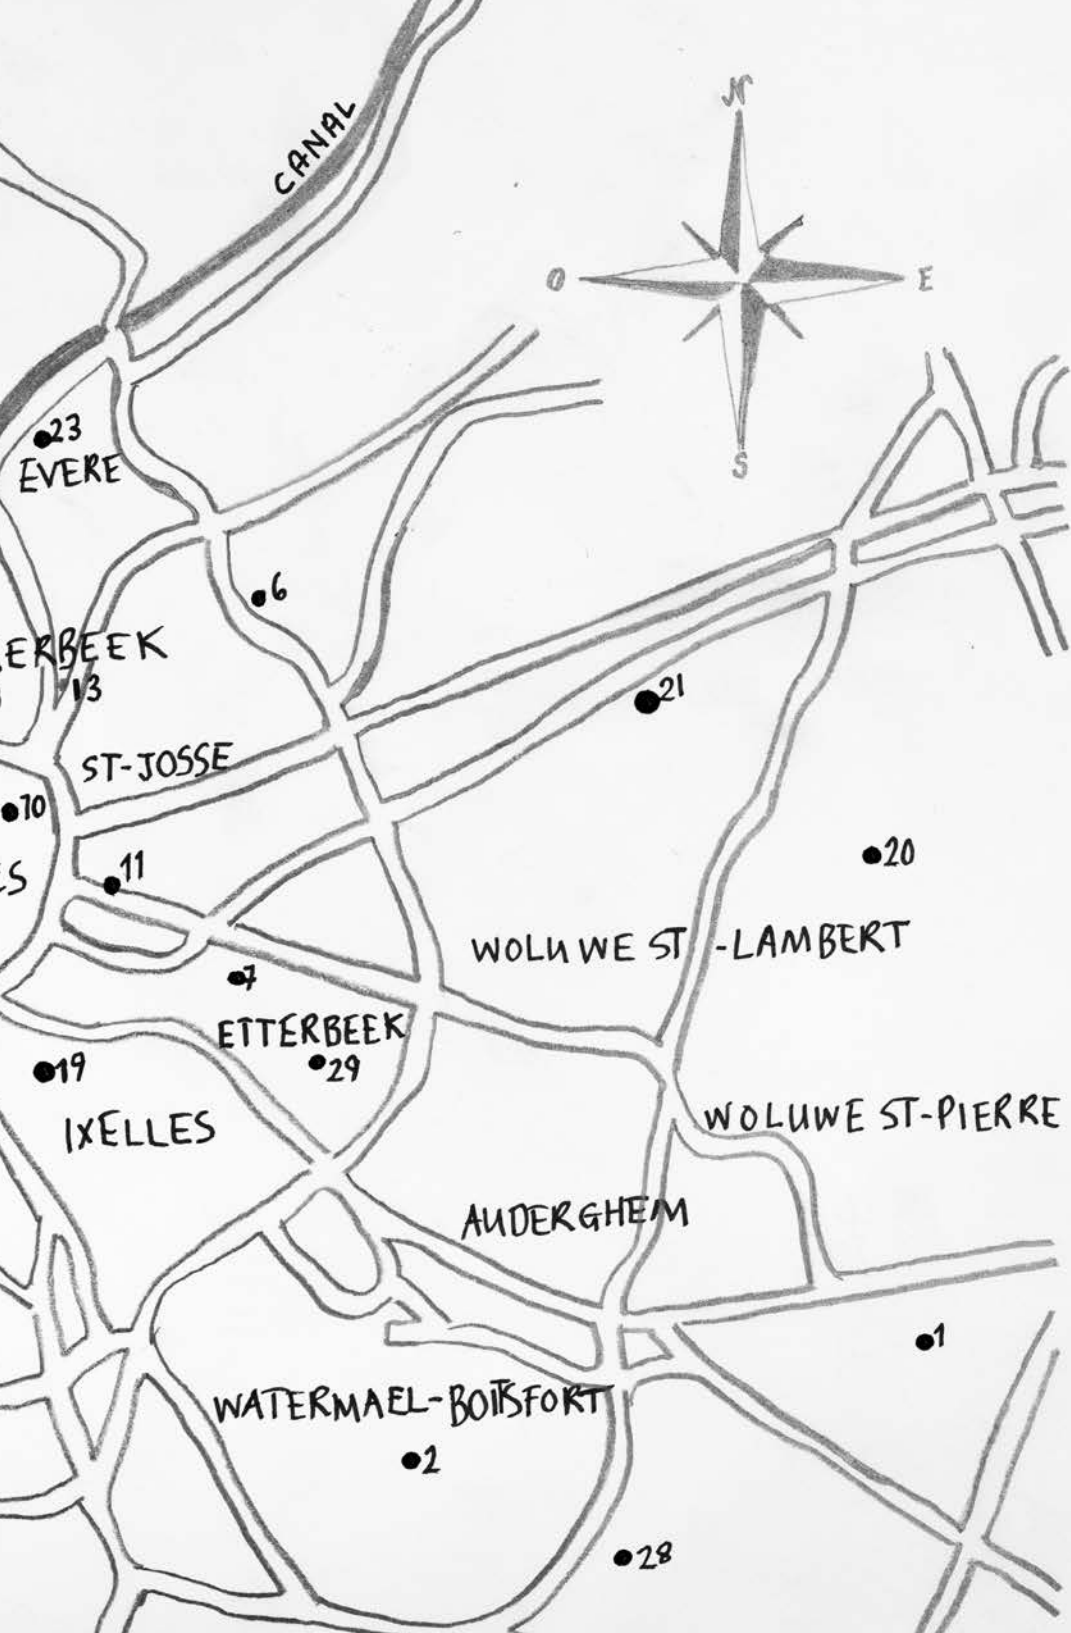 CANAL
N
O
E
S
23
EVERE
6
ERBEEK
13
21
ST-JOSSE
10
11
20
ES
WOLUWE ST-LAMBERT
7
ETTERBEEK
29
19
IXELLES
WOLUWE ST-PIERRE
AUDERGHEM
1
WATERMAEL-BOITSFORT
2
28